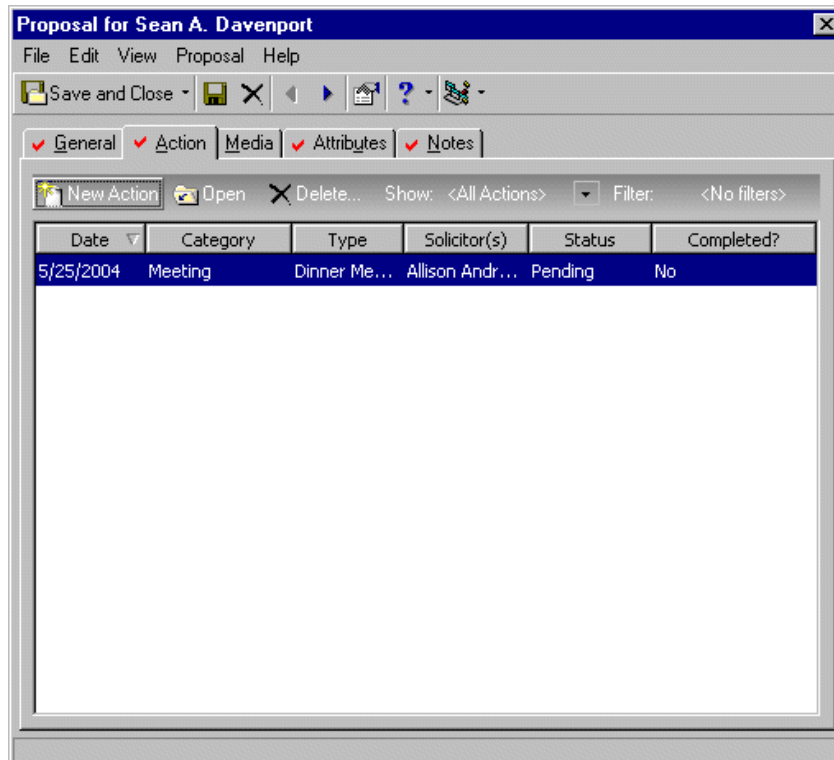 Proposal for Sean A. Davenport
File Edit View Proposal Help
Save and Close ?
General Action Media Attributes Notes
New Action Open Delete... Show: <All Actions> Filter: <No filters>
Date Category Type Solicitor(s) Status Completed?
5/25/2004 Meeting Dinner Me... Allison Andr... Pending No